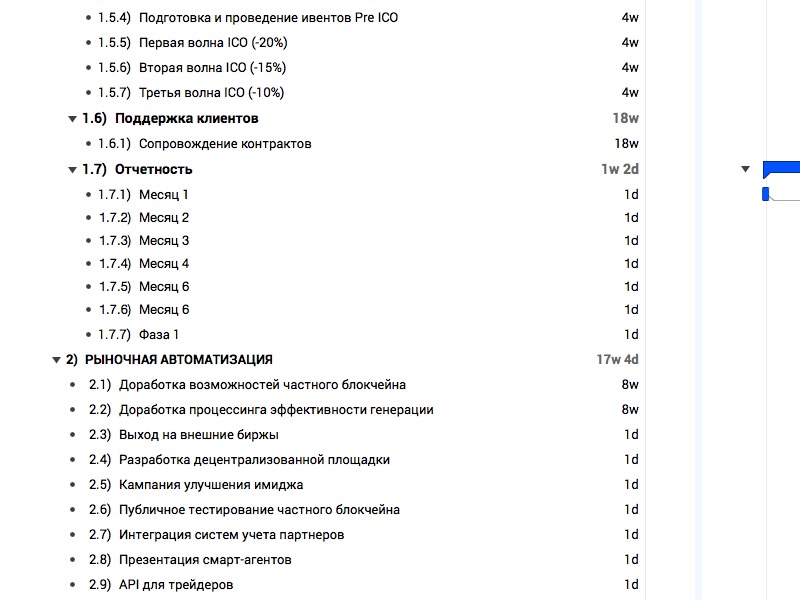 1.5.4) Подготовка и проведение ивентов Pre ICO 4w
1.5.5) Первая волна ICO (-20%) 4w
1.5.6) Вторая волна ICO (-15%) 4w
1.5.7) Третья волна ICO (-10%) 4w
1.6) Поддержка клиентов 18w
1.6.1) Сопровождение контрактов 18w
1.7) Отчетность 1w 2d
1.7.1) Месяц 1 1d
1.7.2) Месяц 2 1d
1.7.3) Месяц 3 1d
1.7.4) Месяц 4 1d
1.7.5) Месяц 6 1d
1.7.6) Месяц 6 1d
1.7.7) Фаза 1 1d
2) РЫНОЧНАЯ АВТОМАТИЗАЦИЯ 17w 4d
2.1) Доработка возможностей частного блокчейна 8w
2.2) Доработка процессинга эффективности генерации 8w
2.3) Выход на внешние биржы 1d
2.4) Разработка децентрализованной площадки 1d
2.5) Кампания улучшения имиджа 1d
2.6) Публичное тестирование частного блокчейна 1d
2.7) Интеграция систем учета партнеров 1d
2.8) Презентация смарт-агентов 1d
2.9) API для трейдеров 1d